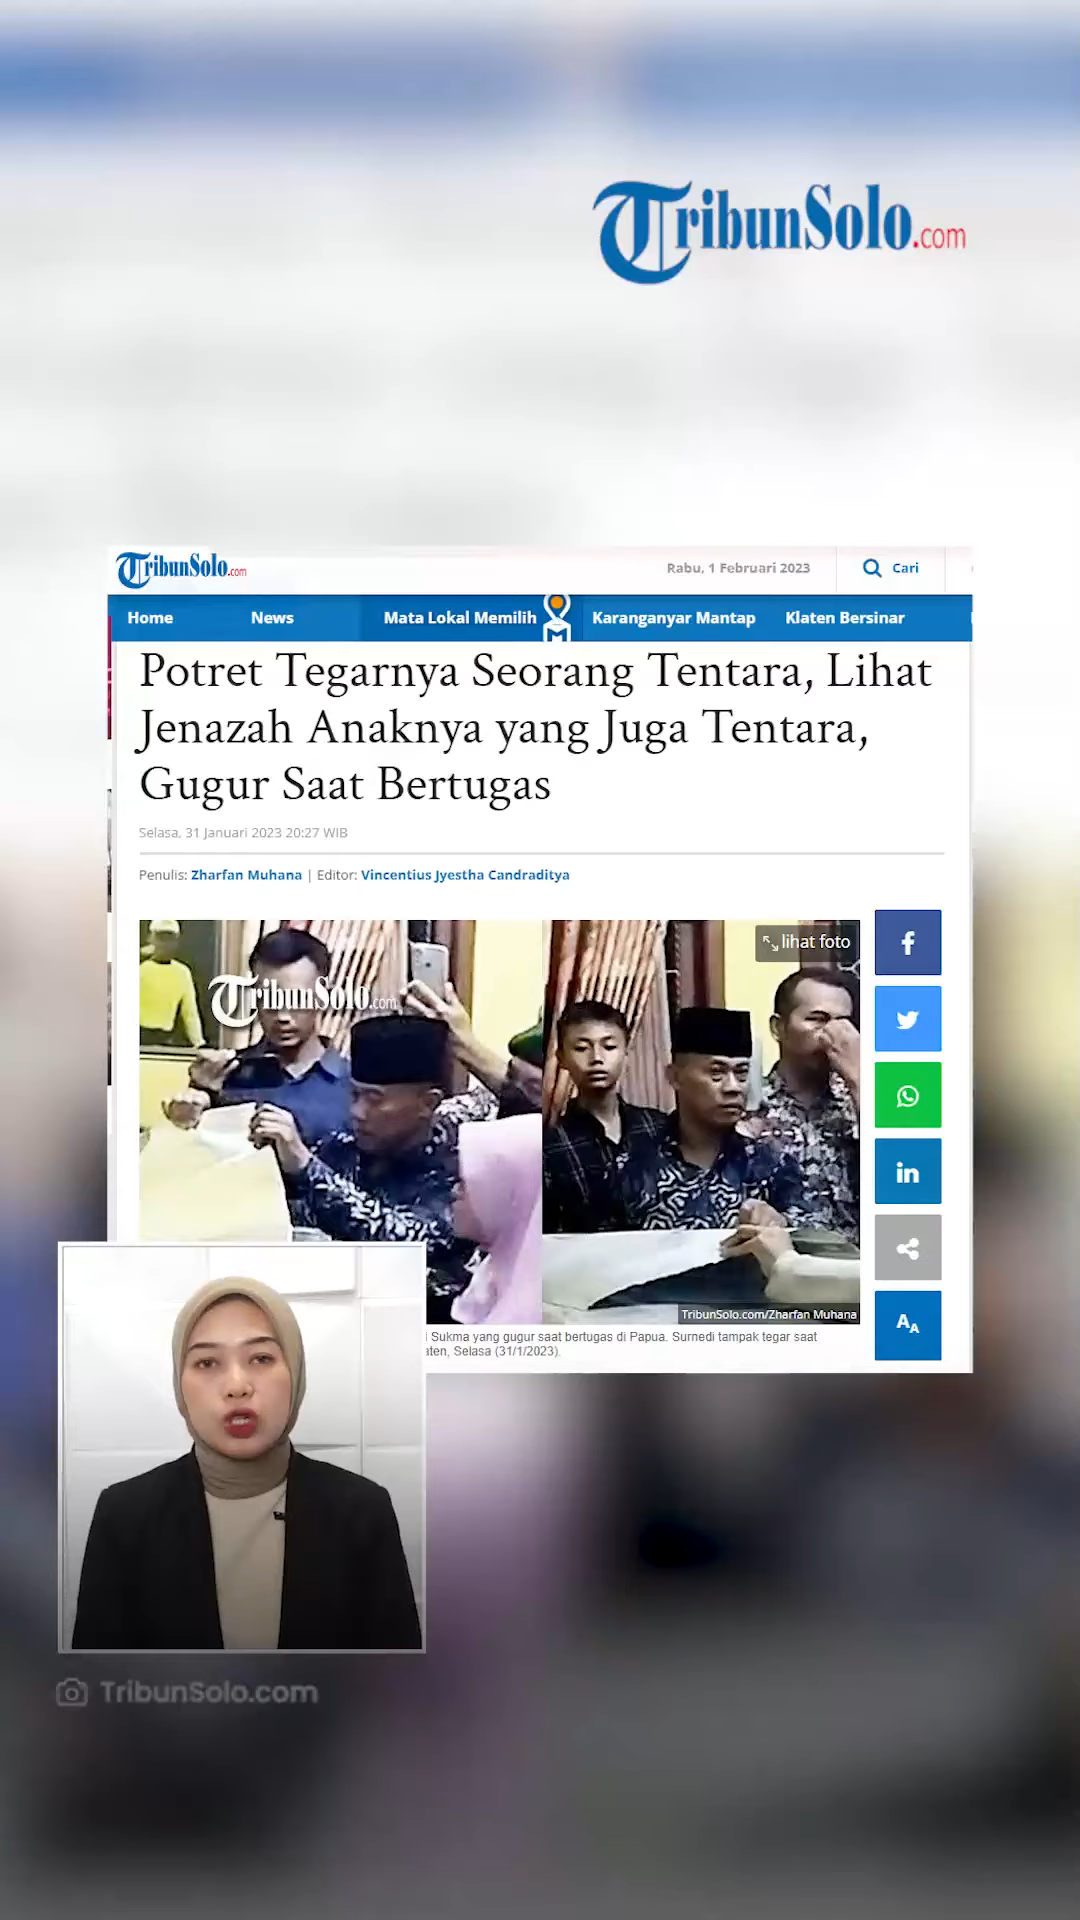 TribunSolo.com
TribunSolo.com
Rabu, 1 Februari 2023
Cari
Home
News
Mata Lokal Memilih
Karanganyar Mantap
Klaten Bersinar
Potret Tegarnya Seorang Tentara, Lihat
Jenazah Anaknya yang Juga Tentara,
Gugur Saat Bertugas
Selasa, 31 Januari 2023 20:27 WIB
Penulis: Zharfan Muhana | Editor: Vincentius Jyestha Candraditya
lihat foto
TribunSolo.com
TribunSolo.com/Zharfan Muhana
Sukma yang gugur saat bertugas di Papua. Surnedi tampak tegar saat
aten, Selasa (31/1/2023).
AA
TribunSolo.com